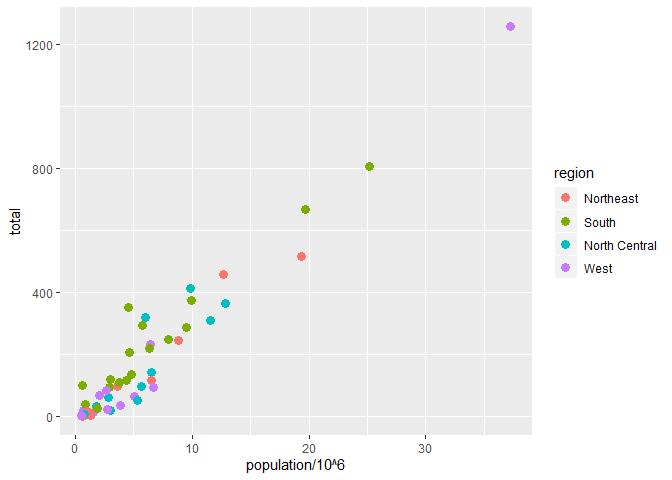 1200
800
400
0
total
0
10
20
30
population/10^6
region
Northeast
South
North Central
West